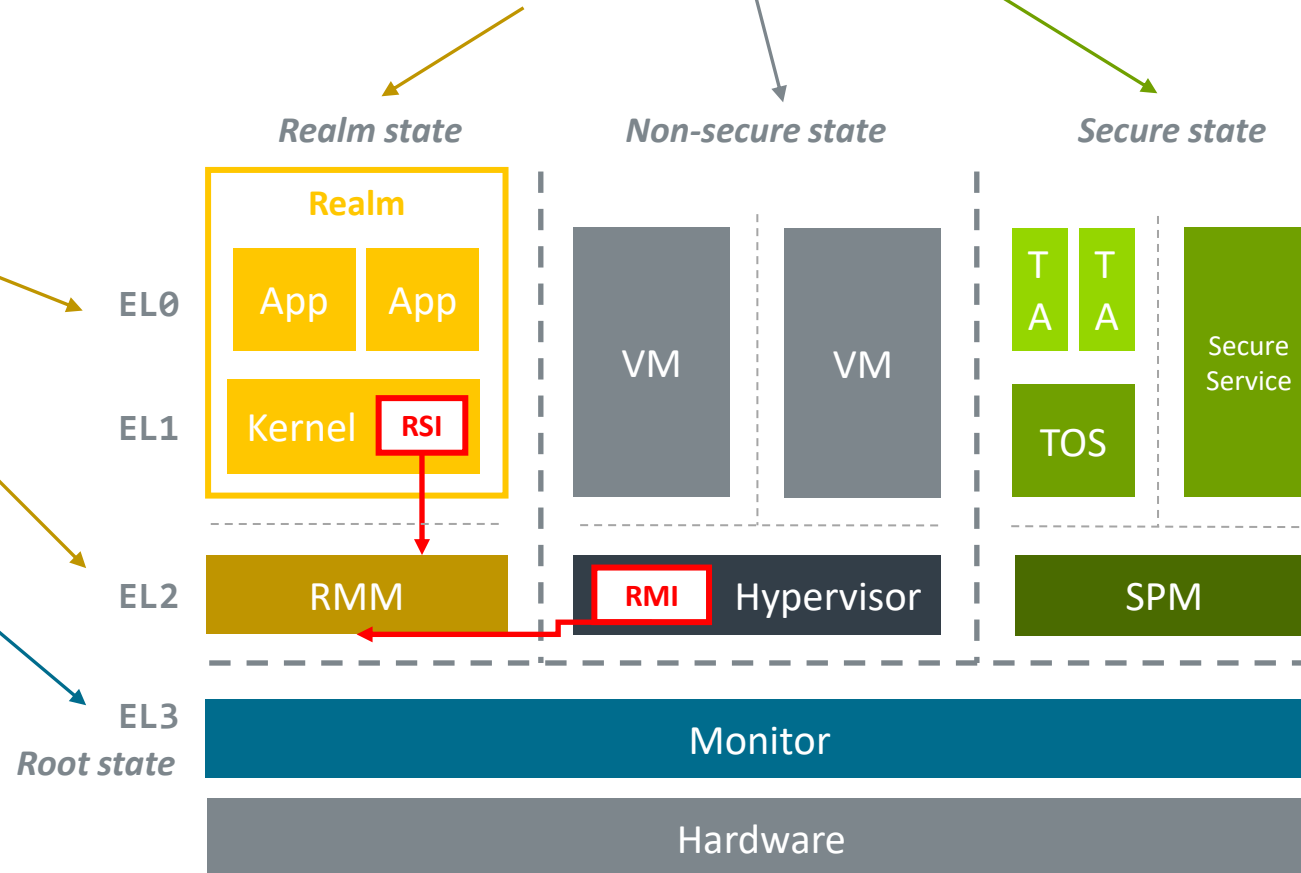 Realm state
Non-secure state
Secure state
Realm
EL0
App
App
VM
VM
T
A
T
A
Secure
Service
EL1
Kernel
RSI
TOS
EL2
RMM
RMI
Hypervisor
SPM
EL3
Root state
Monitor
Hardware